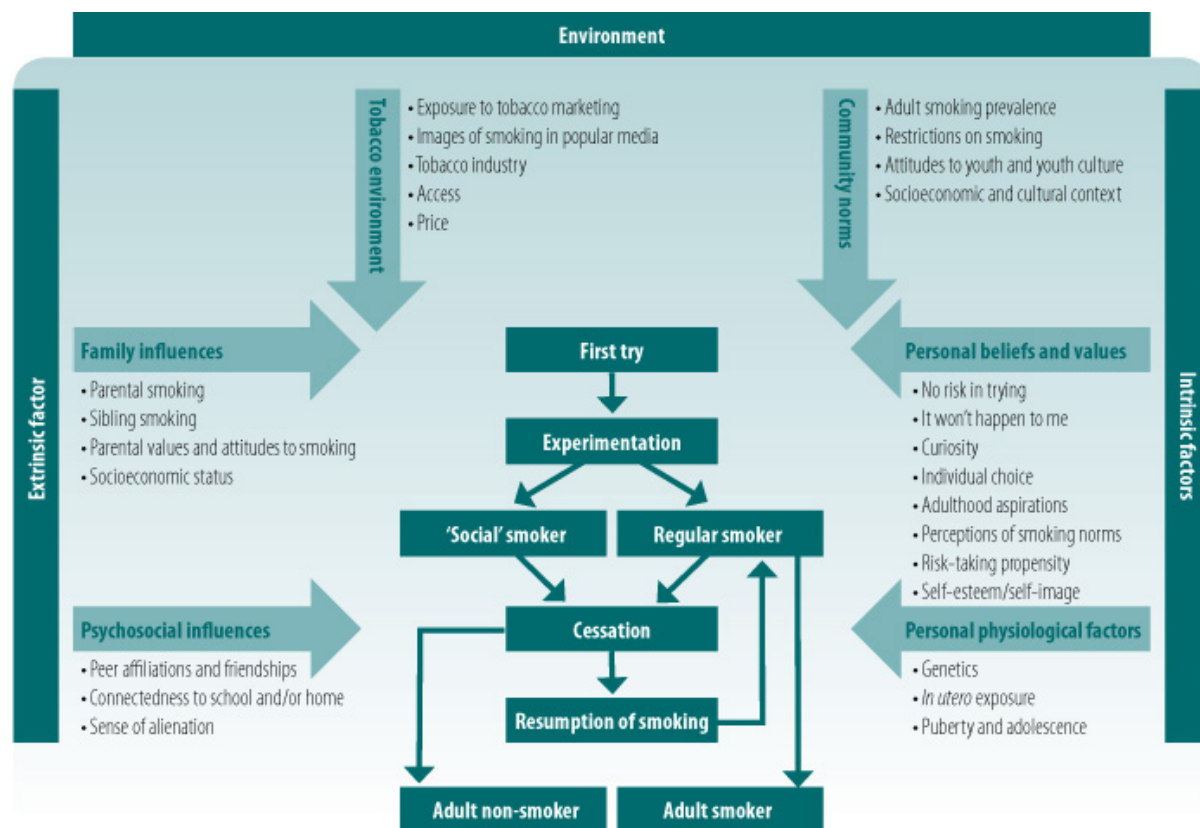 Environment
Tobacco environment
• Exposure to tobacco marketing
• Images of smoking in popular media
• Tobacco industry
• Access
• Price
Community norms
• Adult smoking prevalence
• Restrictions on smoking
• Attitudes to youth and youth culture
• Socioeconomic and cultural context
Extrinsic factor
Family influences
• Parental smoking
• Sibling smoking
• Parental values and attitudes to smoking
• Socioeconomic status
Psychosocial influences
• Peer affiliations and friendships
• Connectedness to school and/or home
• Sense of alienation
First try
Experimentation
‘Social’ smoker
Regular smoker
Cessation
Resumption of smoking
Adult non-smoker
Adult smoker
Personal beliefs and values
• No risk in trying
• It won’t happen to me
• Curiosity
• Individual choice
• Adulthood aspirations
• Perceptions of smoking norms
• Risk-taking propensity
• Self-esteem/self-image
Personal physiological factors
• Genetics
• In utero exposure
• Puberty and adolescence
Intrinsic factors